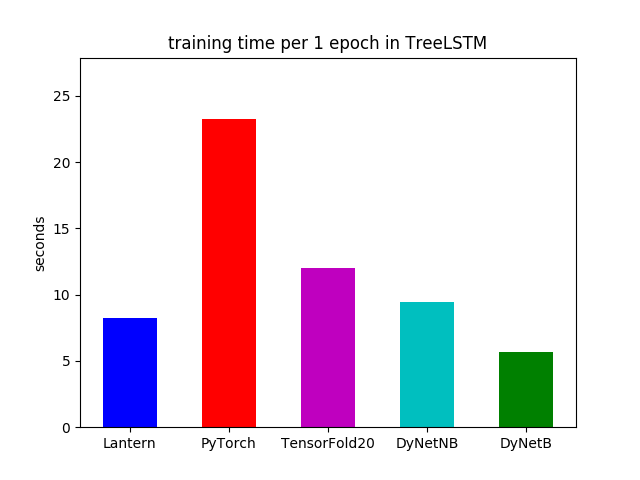 training time per 1 epoch in TreeLSTM
25
20
15
10
5
0
seconds
Lantern PyTorch TensorFold20 DyNetNB DyNetB